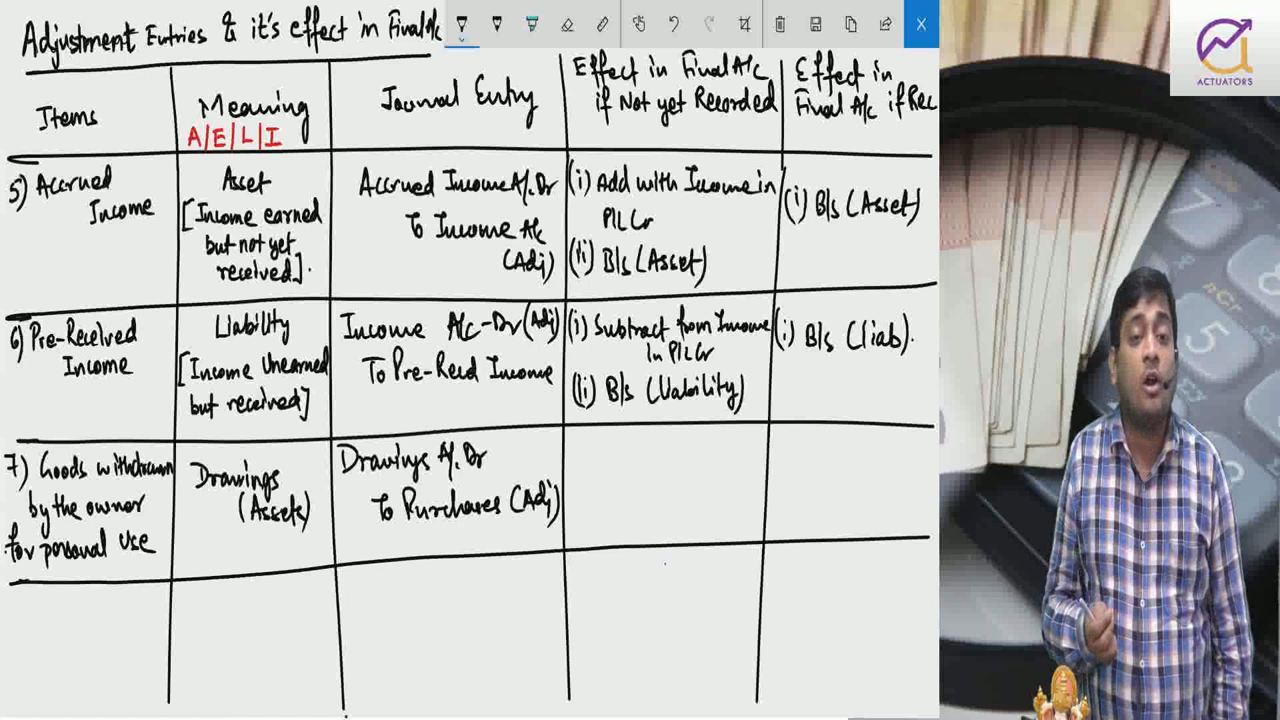 Adjustment Entries & it's effect in Final A/c
ACTUATORS
Items
Meaning
A/E/L/I
Journal Entry
Effect in Final A/c
if Not yet Recorded
Effect in
Final A/c if Rec
5) Accrued
Income
Asset
[Income earned
but not yet
received].
Accrued Income A/. Dr
To Income A/c
(Adj)
(i) Add with Income in
P/L Cr
(ii) B/s (Asset)
(i) B/s (Asset)
6) Pre-Received
Income
Liability
[Income Unearned
but received]
Income A/c-Dr (Adj)
To Pre-Recd Income
(i) Subtract from Income
In P/L Cr
(ii) B/s (Liability)
(i) B/s (liab).
7) Goods withdrawn
by the owner
for personal use
Drawings
(Assets)
Drawings A/. Dr
To Purchases (Adj)
7
5